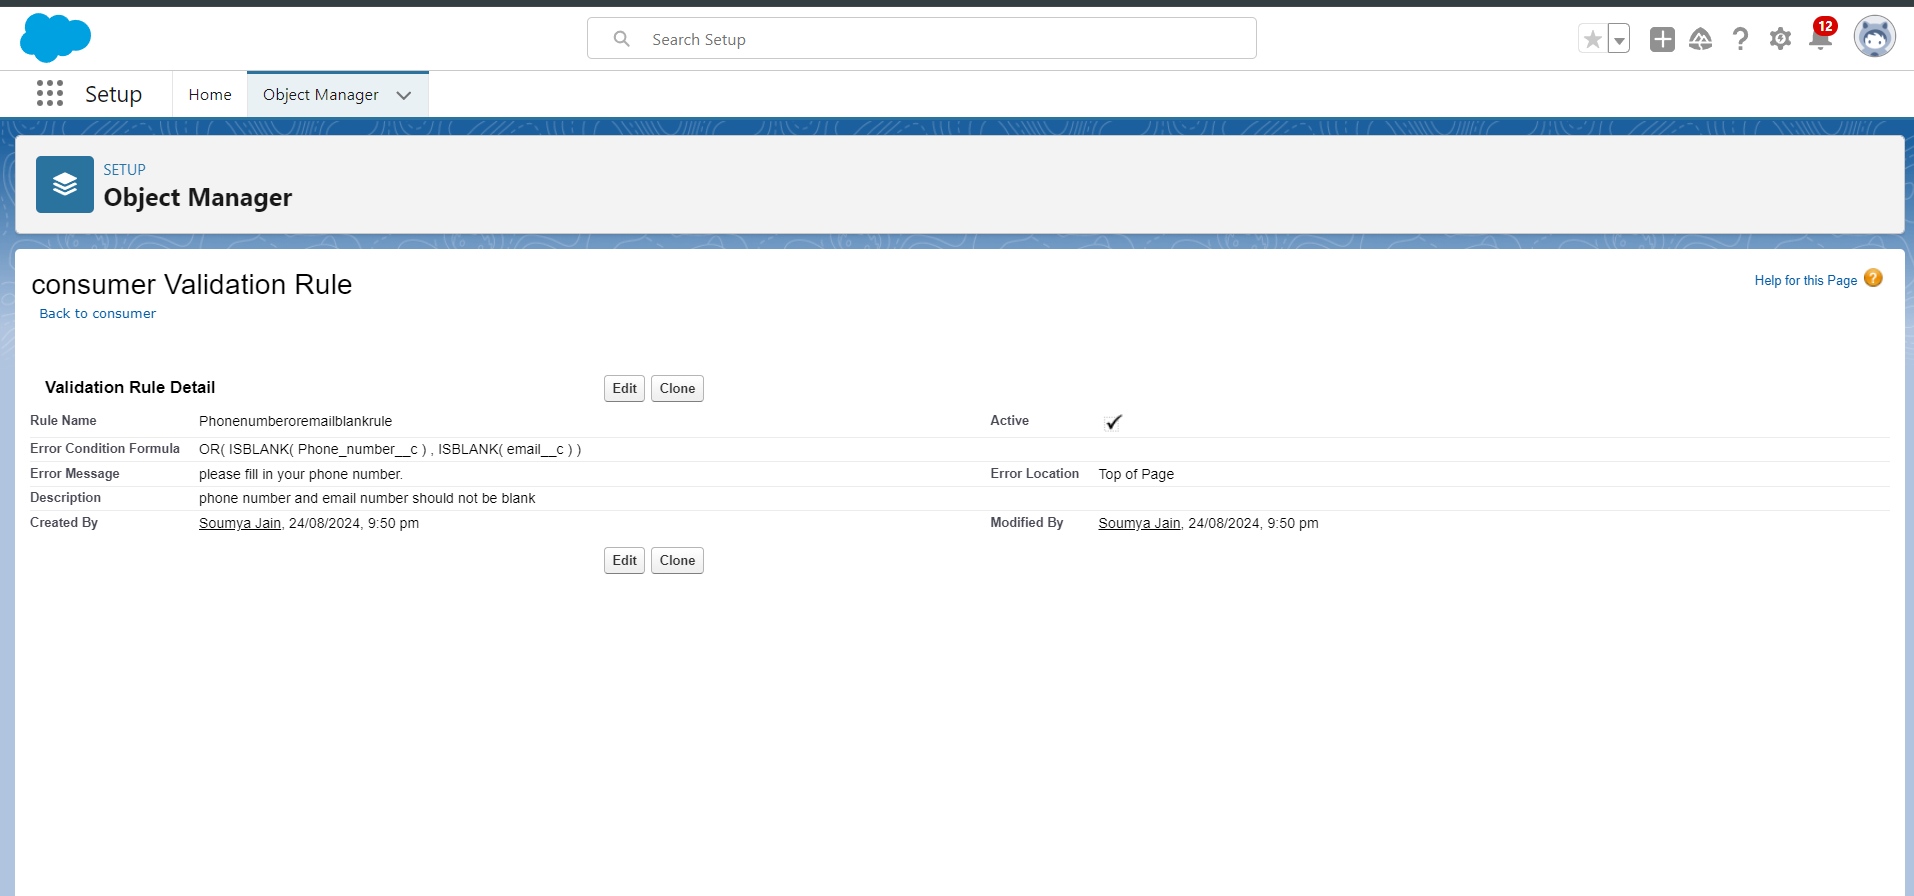 Search Setup
12
Setup
Home
Object Manager
SETUP
Object Manager
consumer Validation Rule
Help for this Page ?
Back to consumer
Validation Rule Detail
Edit Clone
Rule Name Phonenumberoremailblankrule Active
Error Condition Formula OR( ISBLANK( Phone_number__c ) , ISBLANK( email__c ) )
Error Message please fill in your phone number. Error Location Top of Page
Description phone number and email number should not be blank
Created By Soumya Jain, 24/08/2024, 9:50 pm Modified By Soumya Jain, 24/08/2024, 9:50 pm
Edit Clone